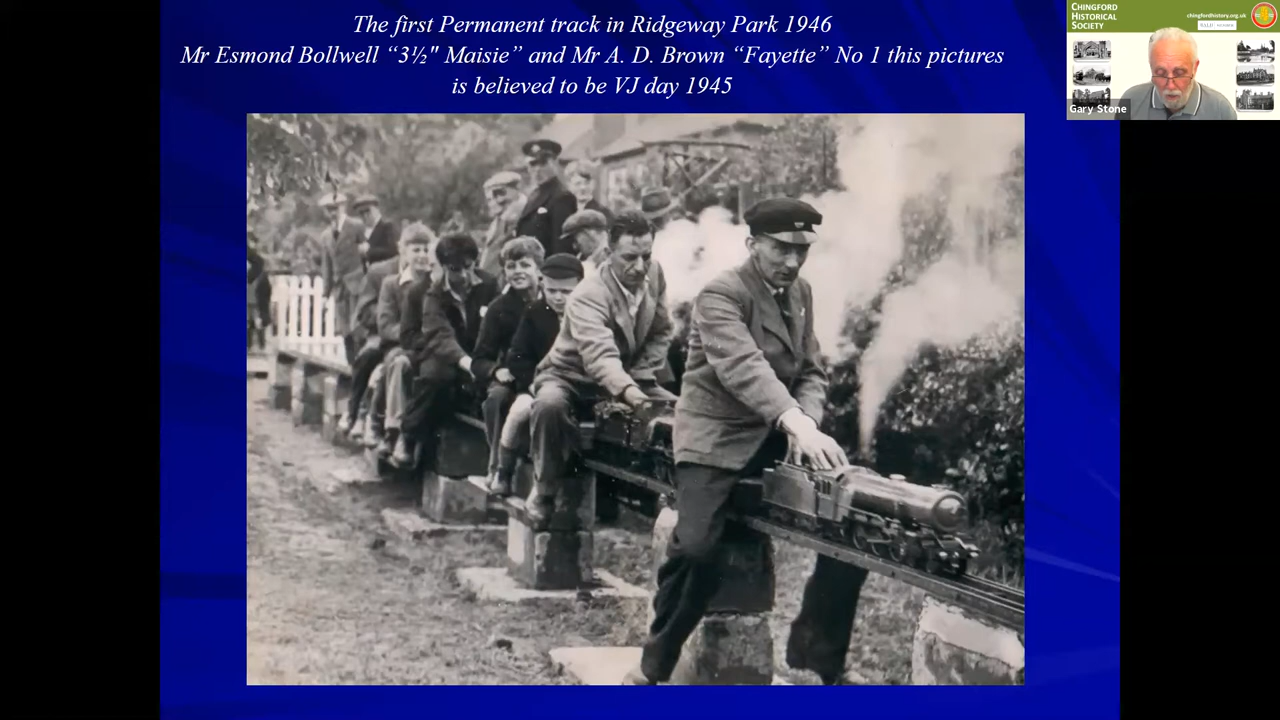 The first Permanent track in Ridgeway Park 1946
Mr Esmond Bollwell “3½" Maisie” and Mr A. D. Brown “Fayette” No 1 this pictures
is believed to be VJ day 1945
CHINGFORD
HISTORICAL
SOCIETY
chingfordhistory.org.uk
Gary Stone